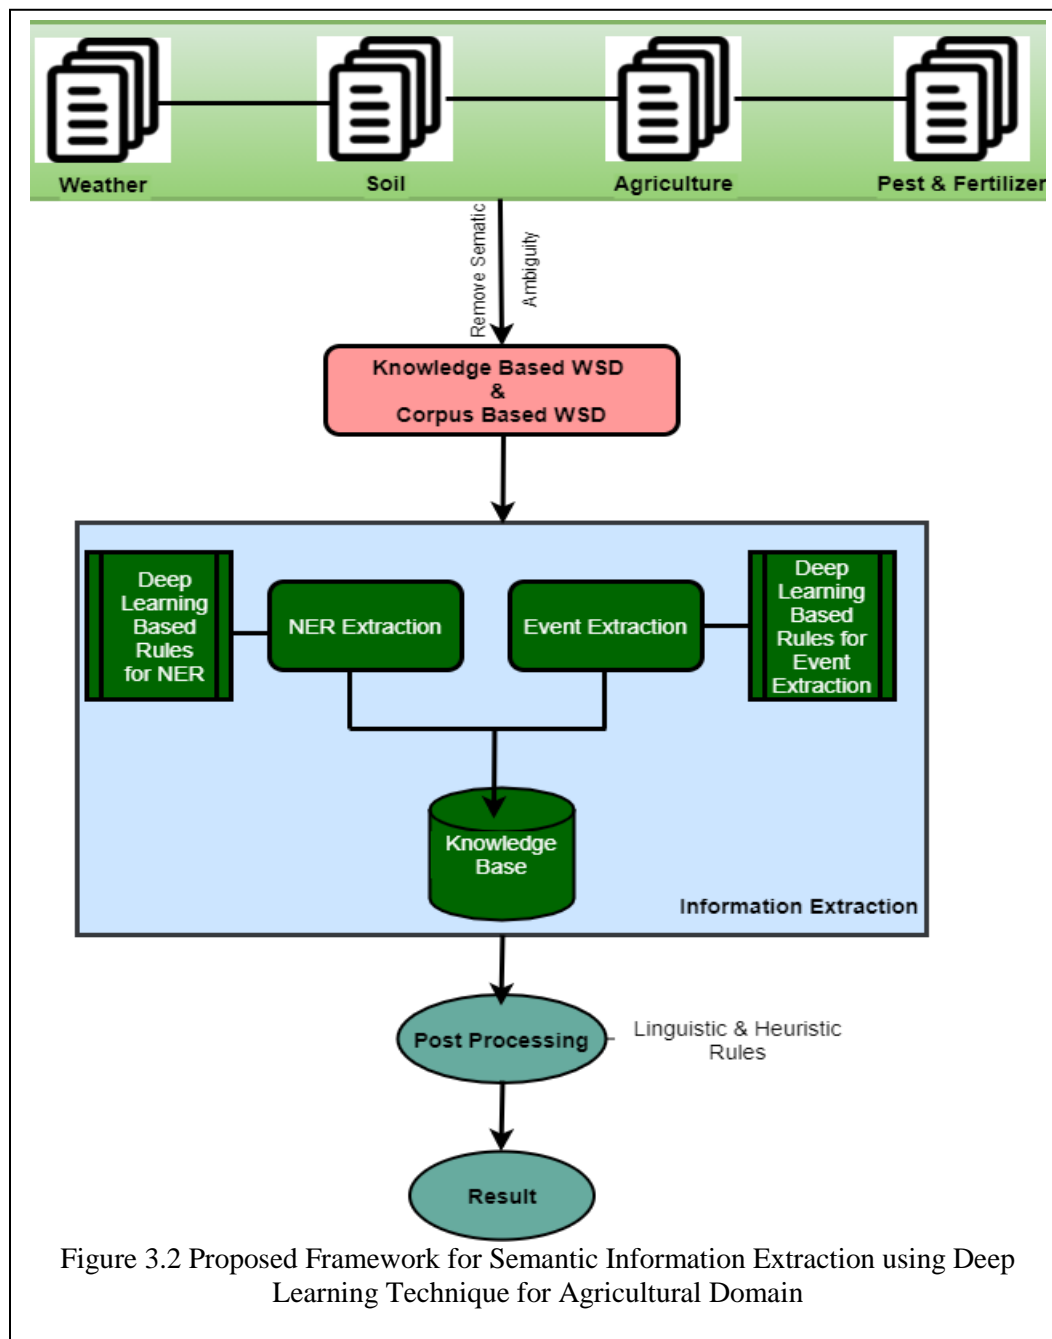 Weather
Soil
Agriculture
Pest & Fertilizer
Remove Sematic
Ambiguity
Knowledge Based WSD
&
Corpus Based WSD
Deep
Learning
Based
Rules
for NER
NER Extraction
Event Extraction
Deep
Learning
Based
Rules for
Event
Extraction
Knowledge
Base
Information Extraction
Post Processing
Linguistic & Heuristic
Rules
Result
Figure 3.2 Proposed Framework for Semantic Information Extraction using Deep
Learning Technique for Agricultural Domain